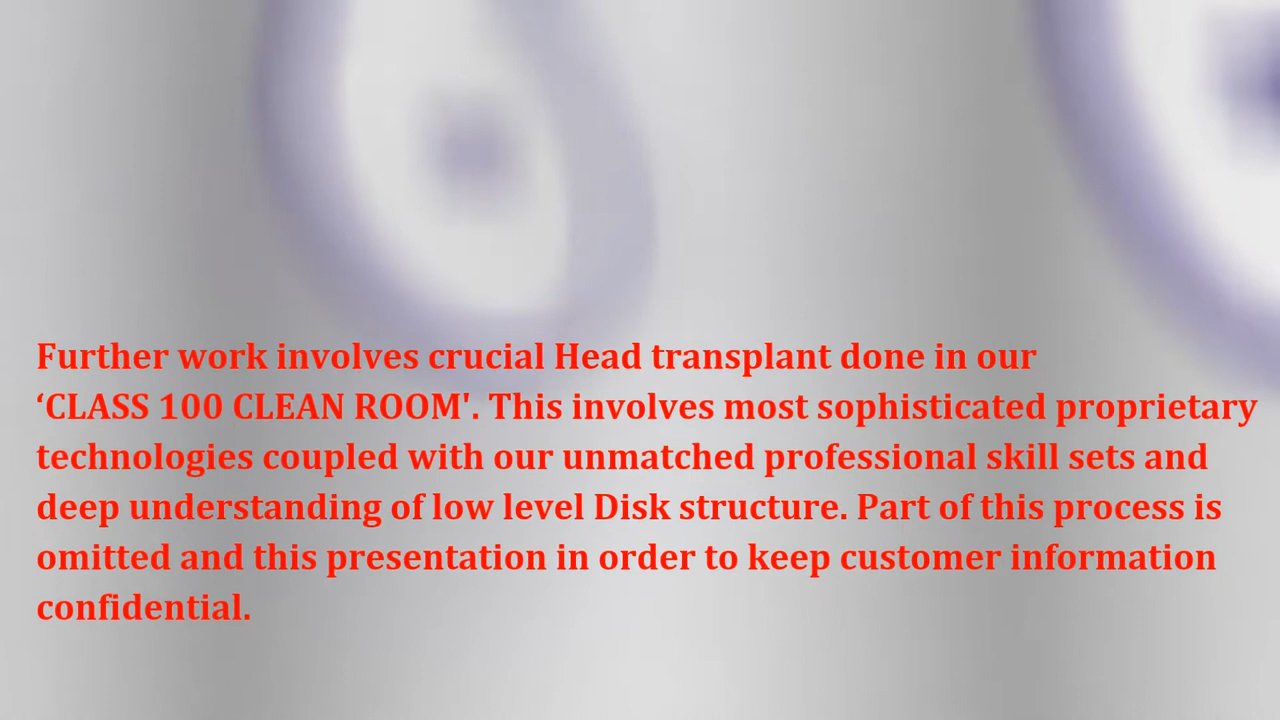 Further work involves crucial Head transplant done in our
‘CLASS 100 CLEAN ROOM'. This involves most sophisticated proprietary
technologies coupled with our unmatched professional skill sets and
deep understanding of low level Disk structure. Part of this process is
omitted and this presentation in order to keep customer information
confidential.